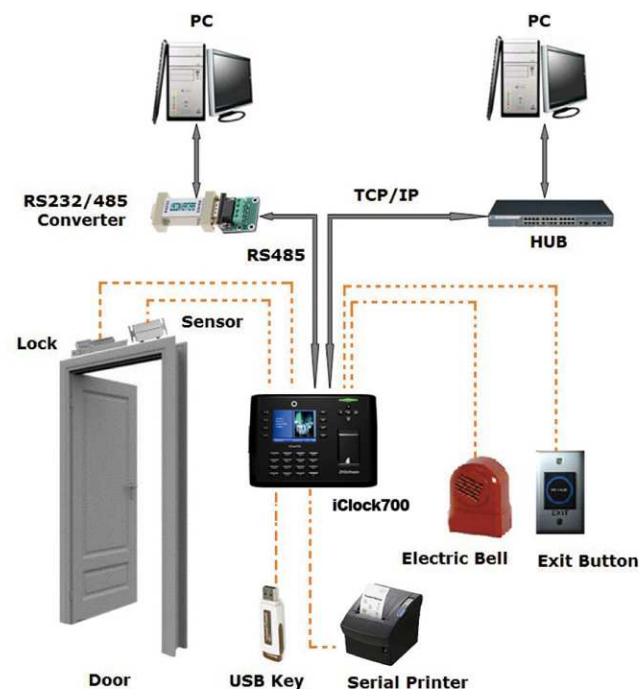 PC
PC
RS232/485
Converter
TCP/IP
RS485
HUB
Lock
Sensor
iClock700
EXIT
Electric Bell
Exit Button
Door
USB Key
Serial Printer